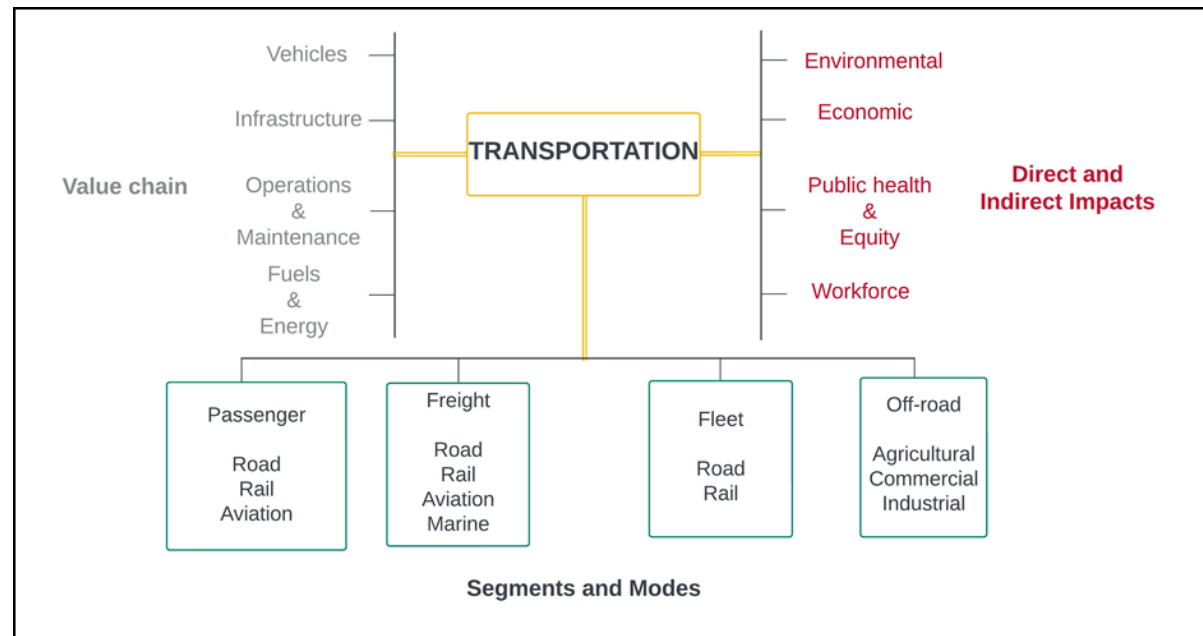 TRANSPORTATION
Value chain
Vehicles
Infrastructure
Operations
&
Maintenance
Fuels
&
Energy
Environmental
Economic
Public health
&
Equity
Workforce
Direct and
Indirect Impacts
Passenger
Road
Rail
Aviation
Freight
Road
Rail
Aviation
Marine
Fleet
Road
Rail
Off-road
Agricultural
Commercial
Industrial
Segments and Modes